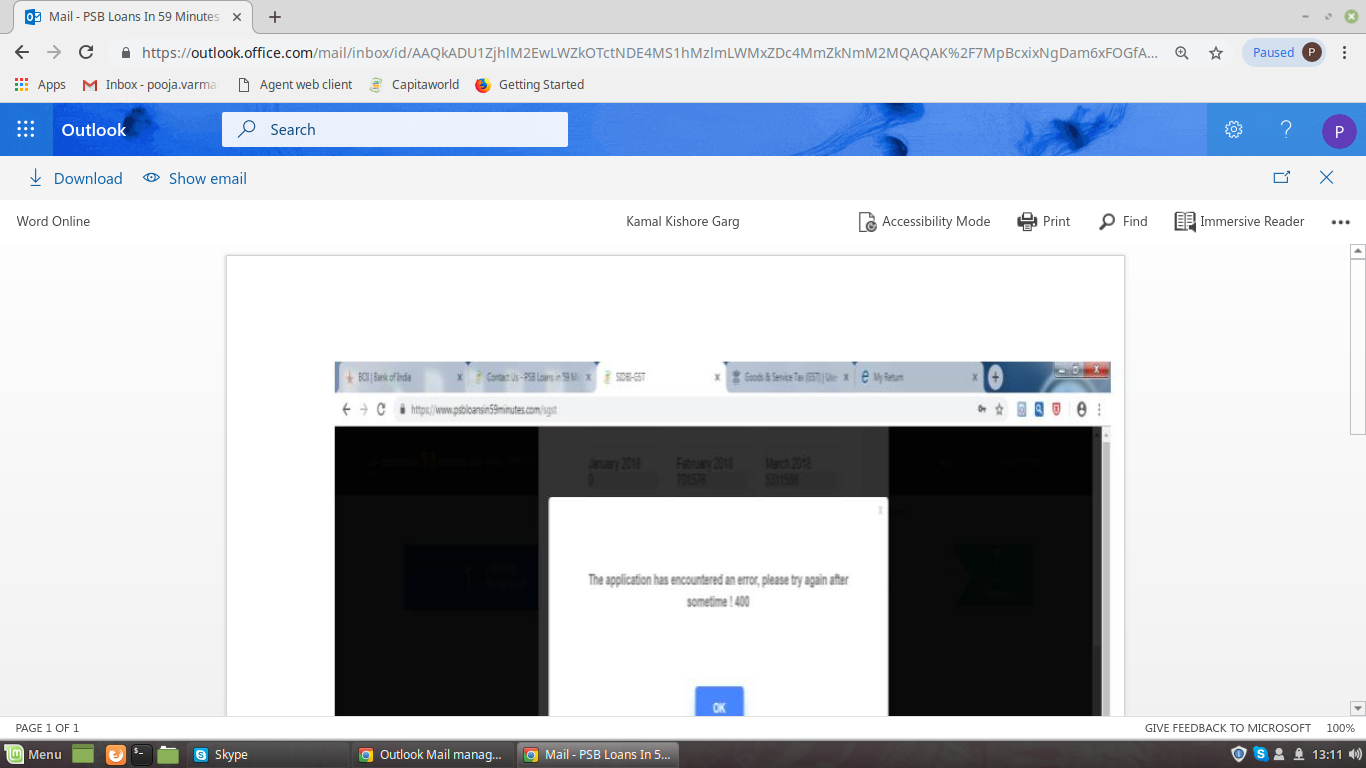 Mail - PSB Loans In 59 Minutes
https://outlook.office.com/mail/inbox/id/AAQkADU1ZjhlM2EwLWZkOTctNDE4MS1hMzlmLWMxZDc4MmZkNmM2MQAQAK%2F7MpBcxixNgDam6xFOGfA...
Paused P
Apps Inbox - pooja.varma Agent web client Capitaworld Getting Started
Outlook Search P
Download Show email
Word Online Kamal Kishore Garg Accessibility Mode Print Find Immersive Reader
BOI | Bank of India Contact Us - PSB Loans in 59 Mi SIDBI-GST Goods & Service Tax (GST) | Use My Return
https://www.psbloansin59minutes.com/sgst
January 2018 February 2018 March 2018
0 701578
The application has encountered an error, please try again after
sometime ! 400
OK
PAGE 1 OF 1 GIVE FEEDBACK TO MICROSOFT 100%
Menu Skype Outlook Mail manag... Mail - PSB Loans In 5... 13:11